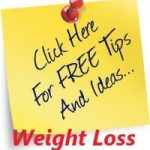 Click Here
For FREE Tips
And Ideas...
Weight Loss